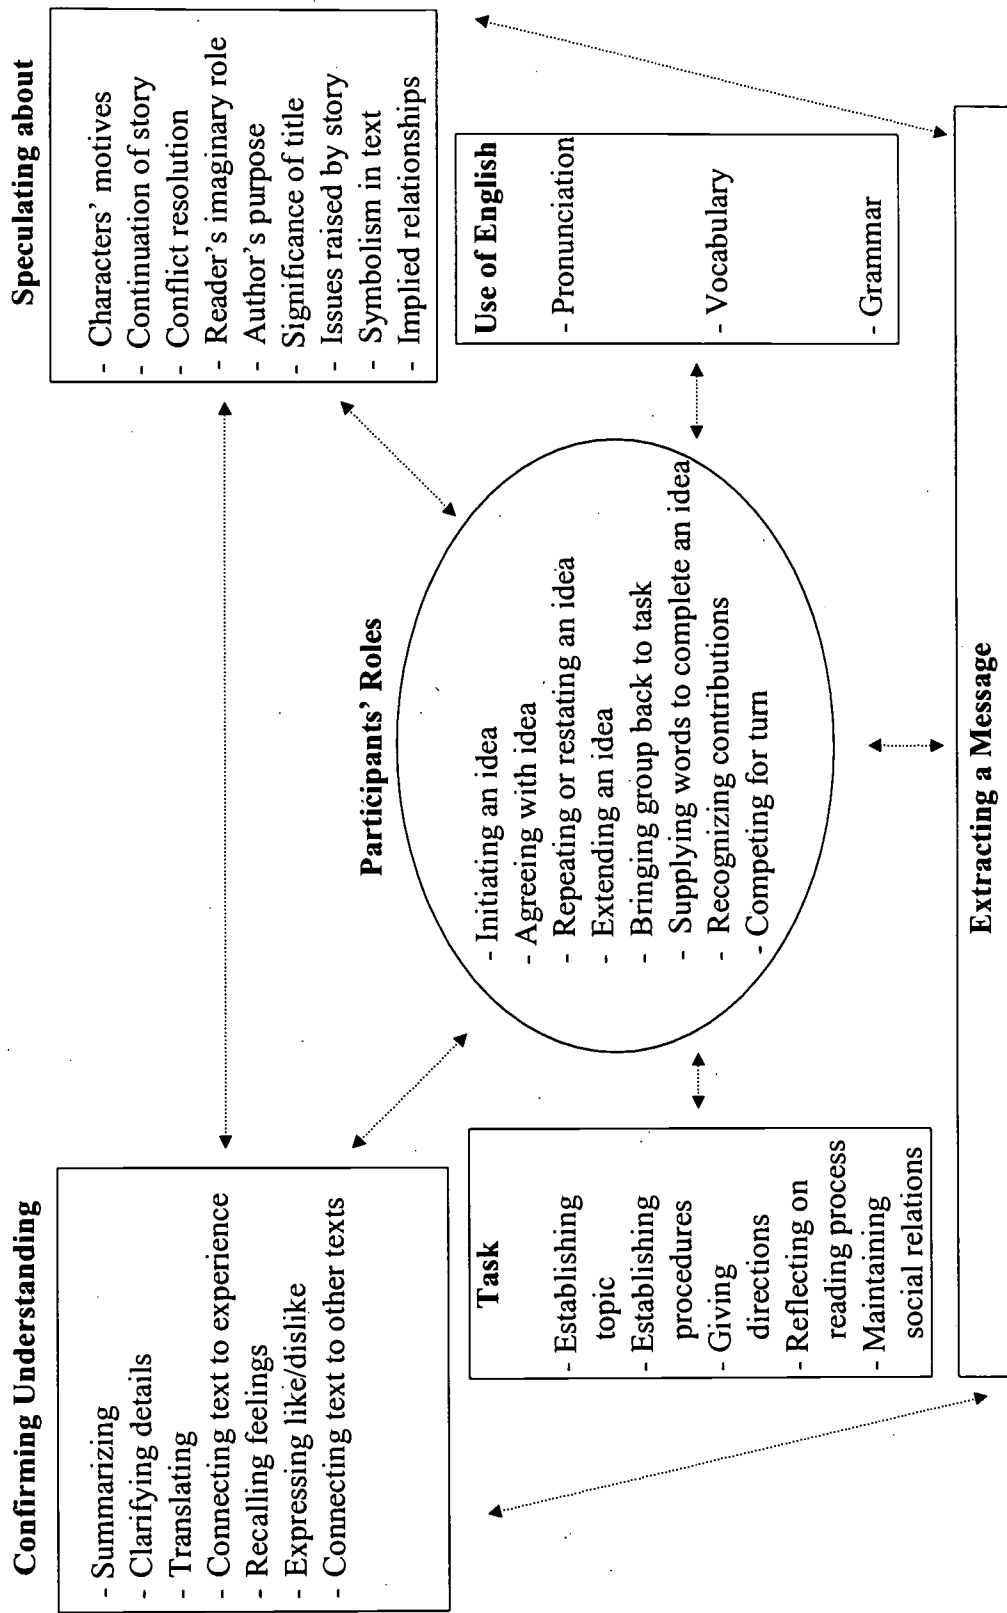 Confirming Understanding
- Summarizing
- Clarifying details
- Translating
- Connecting text to experience
- Recalling feelings
- Expressing like/dislike
- Connecting text to other texts
Speculating about
- Characters' motives
- Continuation of story
- Conflict resolution
- Reader's imaginary role
- Author's purpose
- Significance of title
- Issues raised by story
- Symbolism in text
- Implied relationships
Participants' Roles
- Initiating an idea
- Agreeing with idea
- Repeating or restating an idea
- Extending an idea
- Bringing group back to task
- Supplying words to complete an idea
- Recognizing contributions
- Competing for turn
Task
- Establishing
topic
- Establishing
procedures
- Giving
directions
- Reflecting on
reading process
- Maintaining
social relations
Use of English
- Pronunciation
- Vocabulary
- Grammar
Extracting a Message